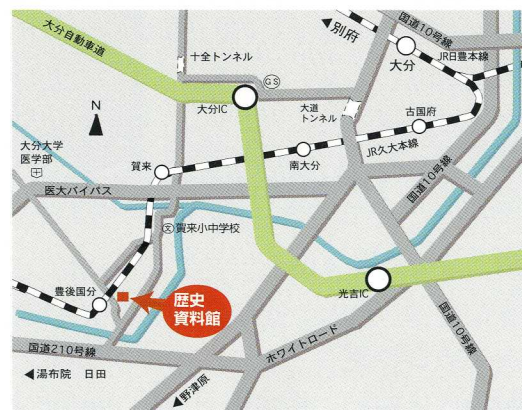 国道10号線
◀別府
大分自動車道
十全トンネル
大分
JR日豊本線
GS
大分IC
大道
トンネル
古国府
N
大分大学
医学部
賀来
南大分
JR久大本線
国道10号線
医大バイパス
文 賀来小中学校
豊後国分
歴史
資料館
光吉IC
国道10号線
国道210号線
ホワイトロード
◀湯布院 日田
◀野津原